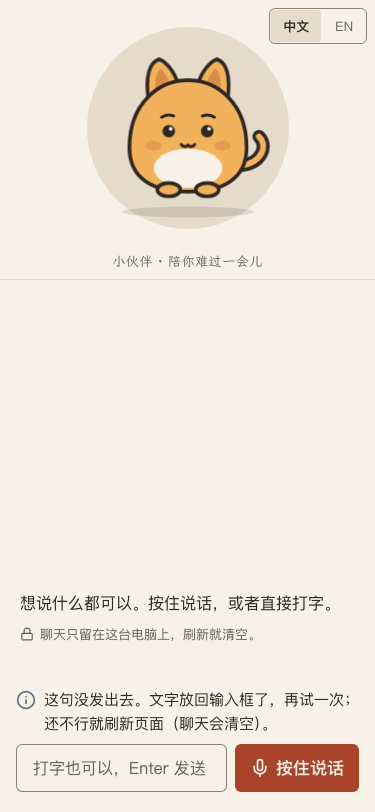 中文 EN
小伙伴 · 陪你难过一会儿
想说什么都可以。按住说话，或者直接打字。
聊天只留在这台电脑上，刷新就清空。
这句没发出去。文字放回输入框了，再试一次；
还不行就刷新页面（聊天会清空）。
打字也可以，Enter 发送 按住说话